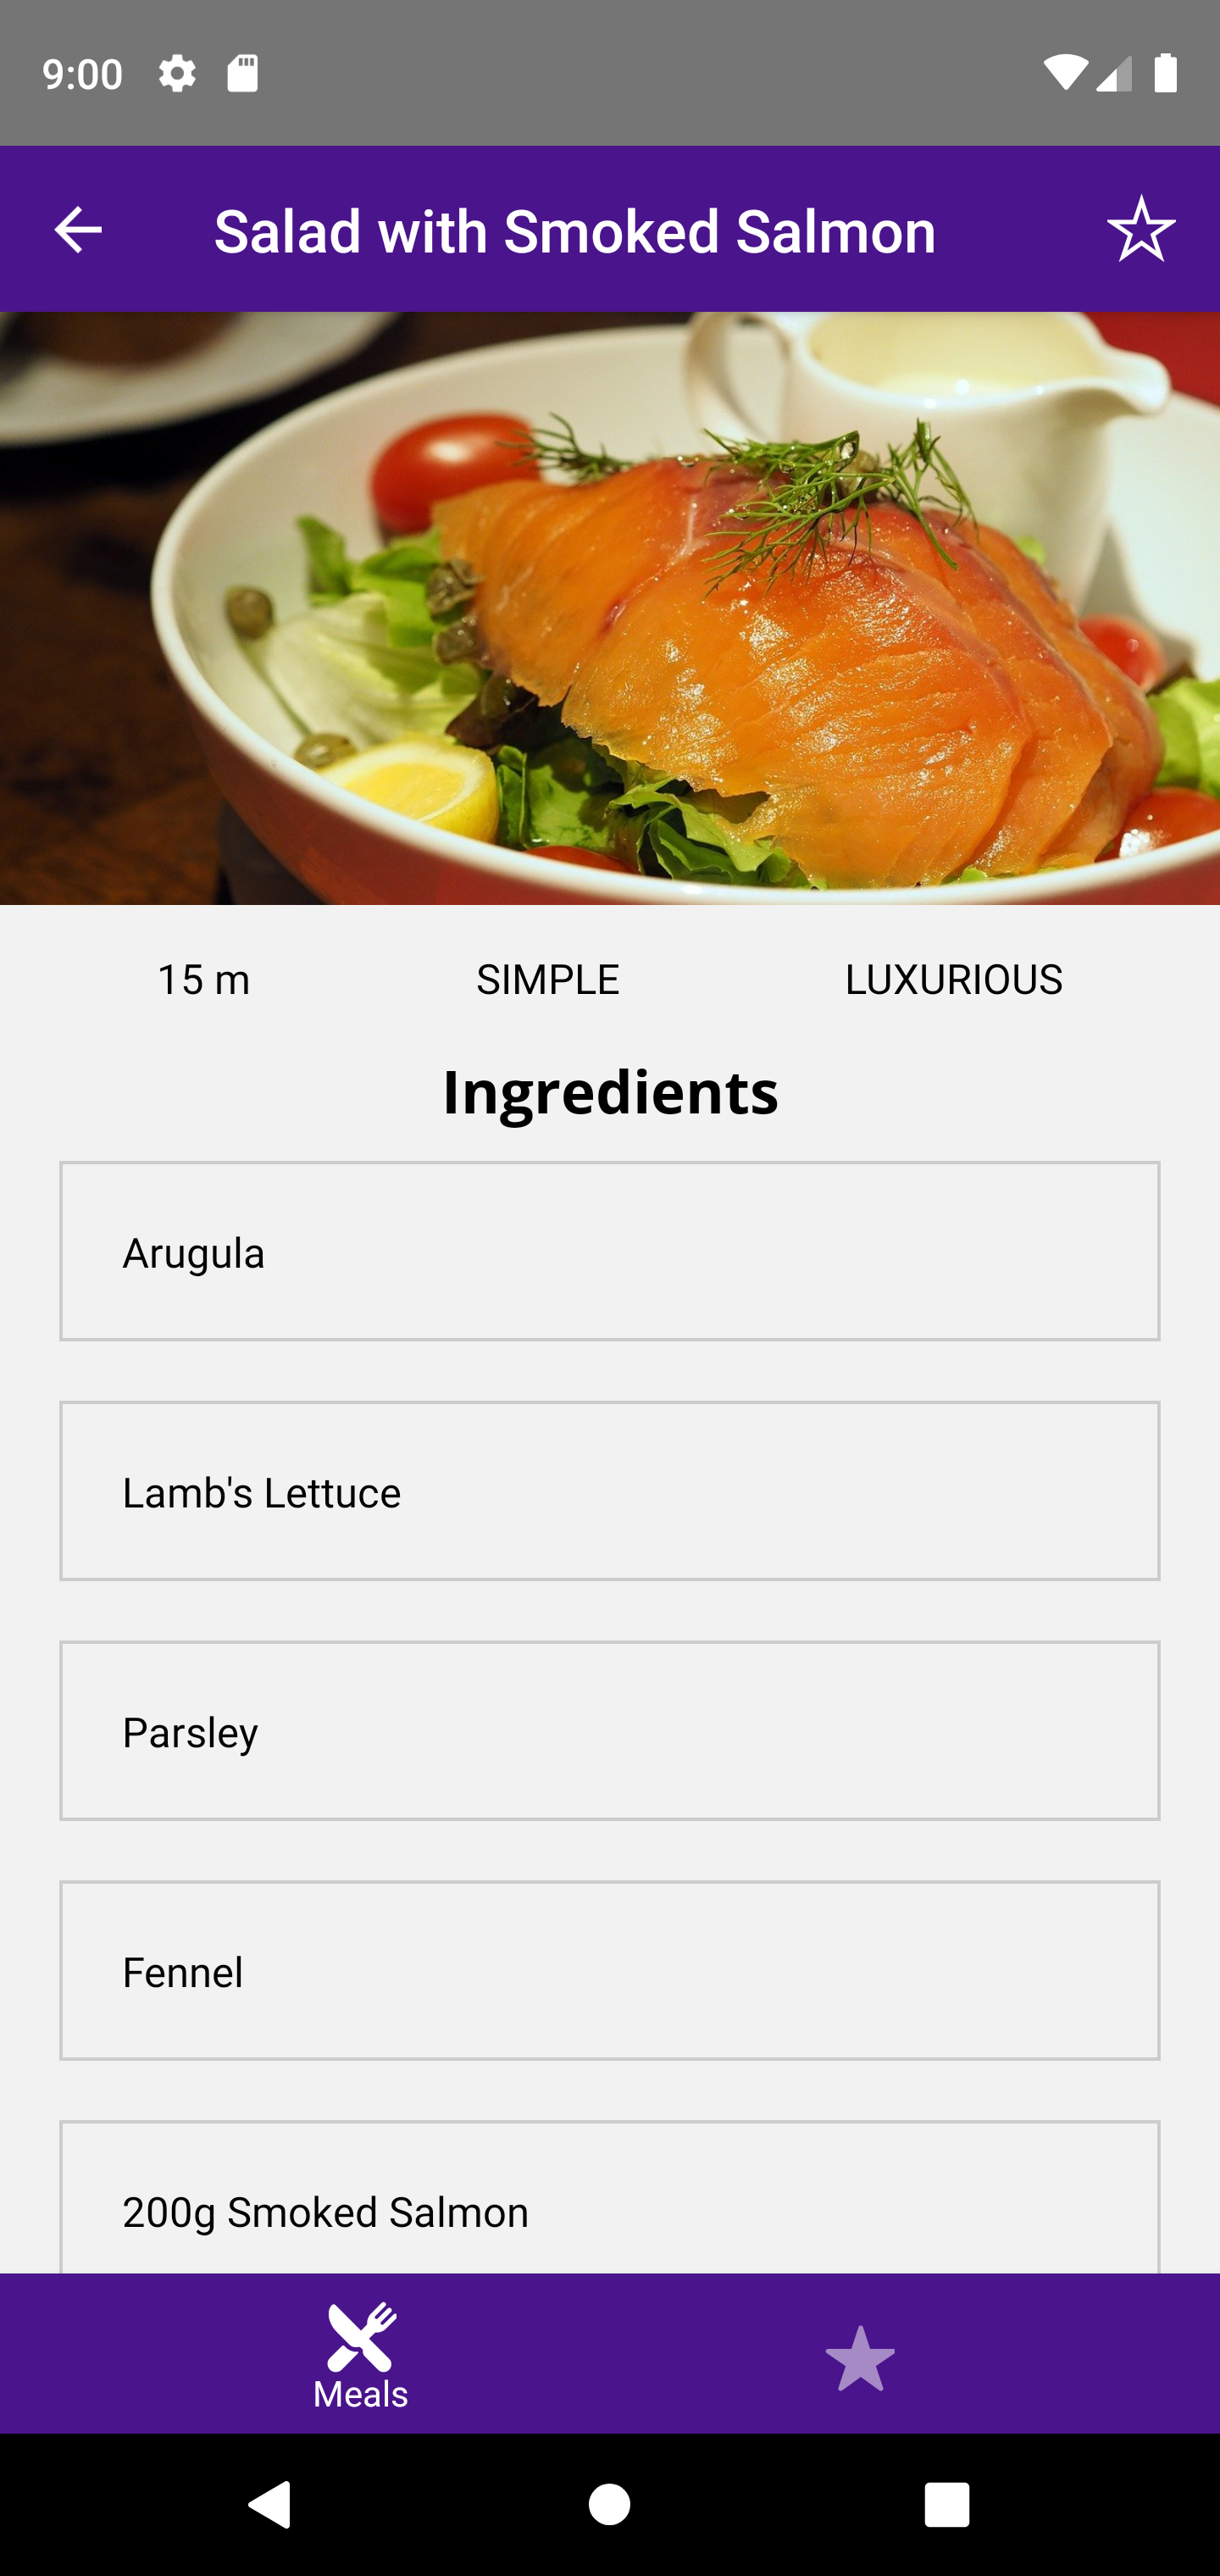 9:00
Salad with Smoked Salmon
15 m
SIMPLE
LUXURIOUS
Ingredients
Arugula
Lamb's Lettuce
Parsley
Fennel
200g Smoked Salmon
Meals